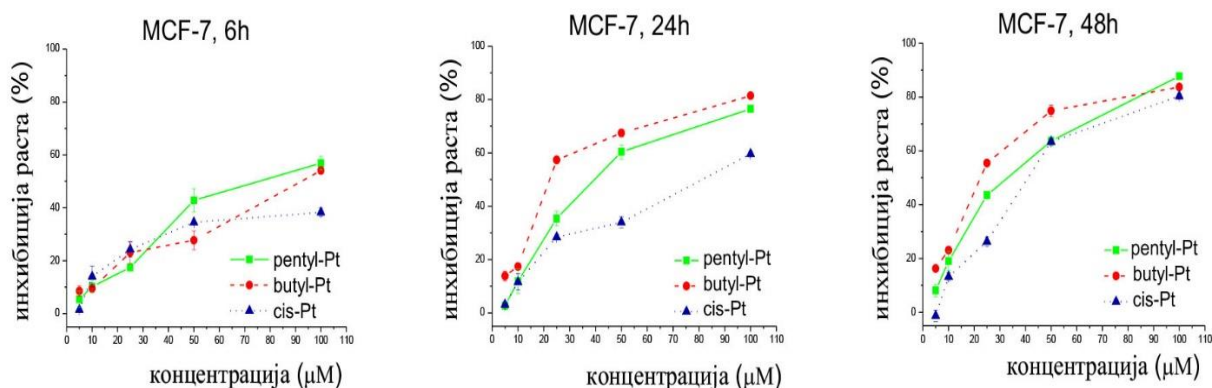 MCF-7, 6h
инхибиција раста (%)
100
80
60
40
20
0
0 10 20 30 40 50 60 70 80 90 100 110
концентрација (μM)
pentyl-Pt
butyl-Pt
cis-Pt
MCF-7, 24h
инхибиција раста (%)
100
80
60
40
20
0
0 10 20 30 40 50 60 70 80 90 100 110
концентрација (μM)
pentyl-Pt
butyl-Pt
cis-Pt
MCF-7, 48h
инхибиција раста (%)
100
80
60
40
20
0
0 10 20 30 40 50 60 70 80 90 100 110
концентрација (μM)
pentyl-Pt
butyl-Pt
cis-Pt